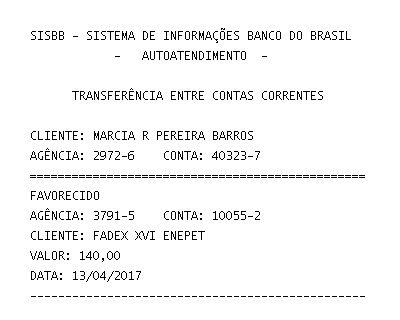 SISBB - SISTEMA DE INFORMAÇÕES BANCO DO BRASIL
- AUTOATENDIMENTO -
TRANSFERÊNCIA ENTRE CONTAS CORRENTES
CLIENTE: MARCIA R PEREIRA BARROS
AGÊNCIA: 2972-6 CONTA: 40323-7
================================================
FAVORECIDO
AGÊNCIA: 3791-5 CONTA: 10055-2
CLIENTE: FADEX XVI ENEPET
VALOR: 140,00
DATA: 13/04/2017
------------------------------------------------